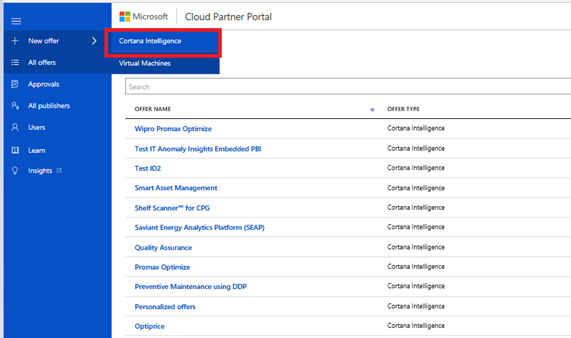 Microsoft Cloud Partner Portal
New offer
Cortana Intelligence
All offers
Virtual Machines
Approvals
All publishers
Users
Learn
Insights
Search
OFFER NAME OFFER TYPE
Wipro Promax Optimize Cortana Intelligence
Test IT Anomaly Insights Embedded PBI Cortana Intelligence
Test ID2 Cortana Intelligence
Smart Asset Management Cortana Intelligence
Shelf Scanner™ for CPG Cortana Intelligence
Saviant Energy Analytics Platform (SEAP) Cortana Intelligence
Quality Assurance Cortana Intelligence
Promax Optimize Cortana Intelligence
Preventive Maintenance using DDP Cortana Intelligence
Personalized offers Cortana Intelligence
Optiprice Cortana Intelligence